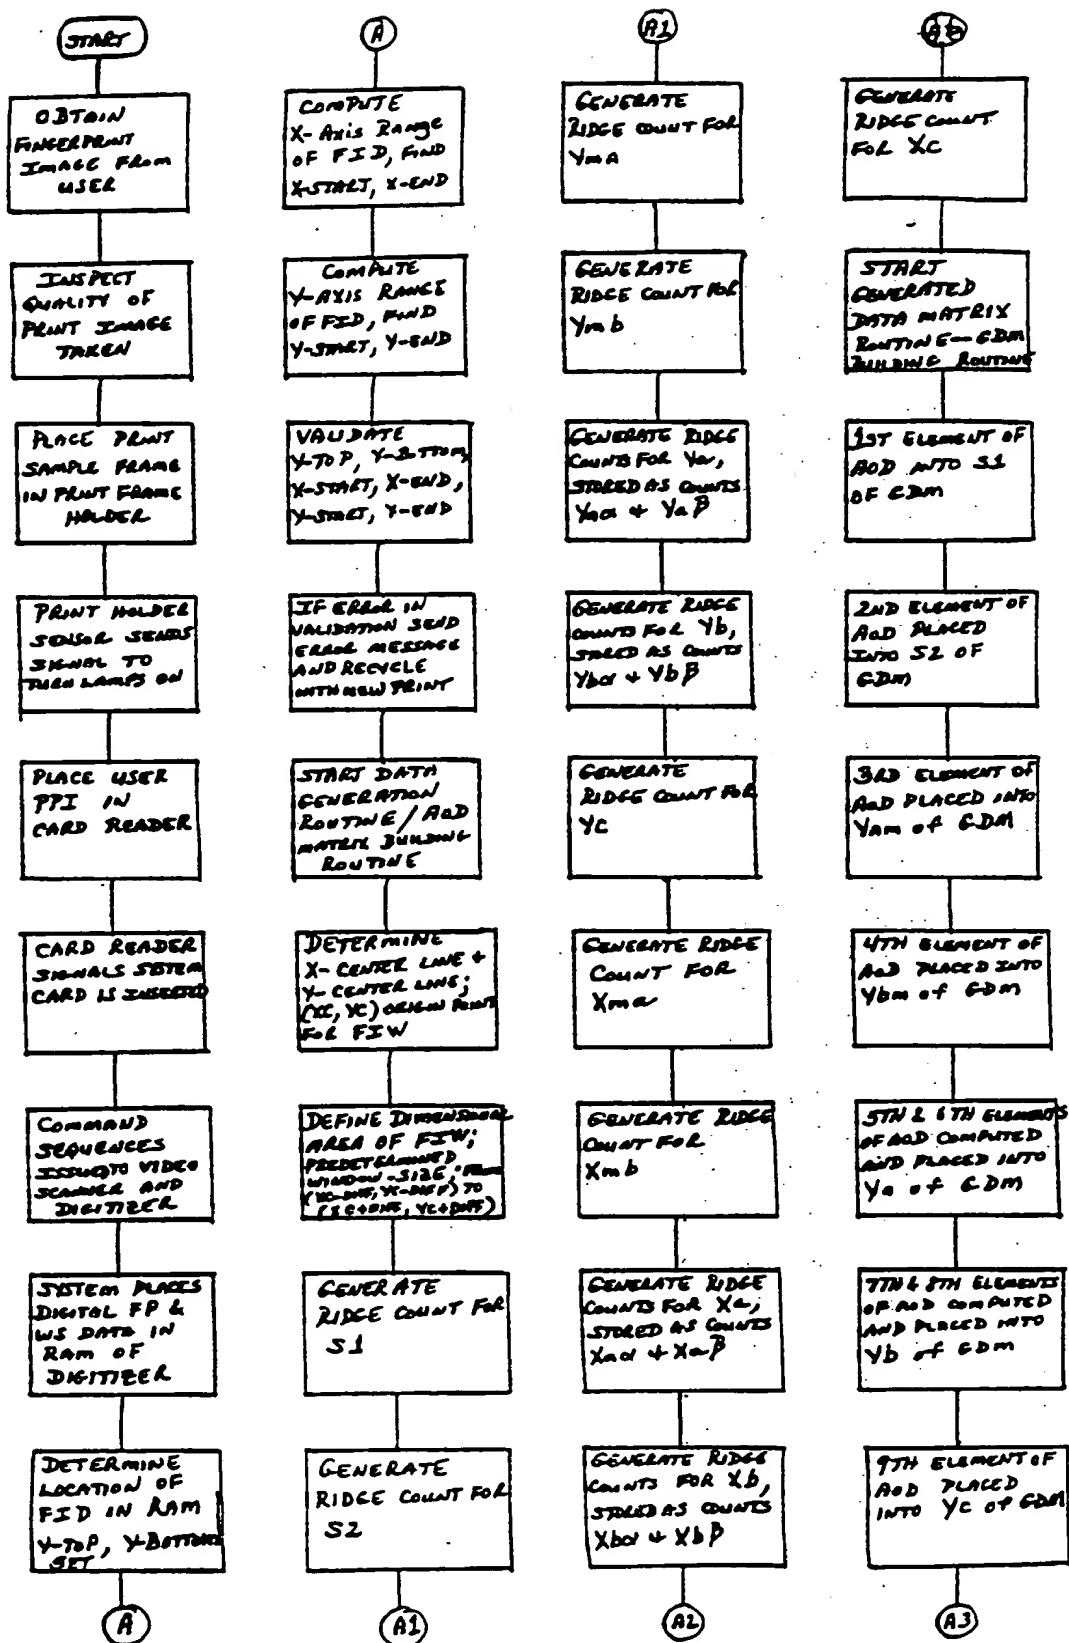 START
OBTAIN
FINGERPRINT
IMAGE FROM
USER
INSPECT
QUALITY OF
PRINT IMAGE
TAKEN
PLACE PRINT
SAMPLE FRAME
IN PRINT FRAME
HOLDER
PRINT HOLDER
SENSOR SENDS
SIGNAL TO
TURN LAMPS ON
PLACE USER
PPI IN
CARD READER
CARD READER
SIGNALS SYSTEM
CARD IS INSERTED
COMMAND
SEQUENCES
ISSUED TO VIDEO
SCANNER AND
DIGITIZER
SYSTEM PLACES
DIGITAL FP &
WS DATA IN
RAM OF
DIGITIZER
DETERMINE
LOCATION OF
FID IN RAM
Y-TOP, Y-BOTTOM
SET
A
A
COMPUTE
X-AXIS RANGE
OF FID, FIND
X-START, X-END
COMPUTE
Y-AXIS RANGE
OF FID, FIND
Y-START, Y-END
VALIDATE
Y-TOP, Y-BOTTOM,
X-START, X-END,
Y-START, Y-END
IF ERROR IN
VALIDATION SEND
ERROR MESSAGE
AND RECYCLE
WITH NEW PRINT
START DATA
GENERATION
ROUTINE/AOD
MATRIX BUILDING
ROUTINE
DETERMINE
X-CENTER LINE +
Y-CENTER LINE;
(XC, YC) ORIGIN POINT
FOR FIW
DEFINE DIMENSIONAL
AREA OF FIW;
PREDETERMINED
WINDOW-SIZE; FROM
(XC-DIFF, YC-DIFF) TO
(XC+DIFF, YC+DIFF)
GENERATE
RIDGE COUNT FOR
S1
GENERATE
RIDGE COUNT FOR
S2
A1
A1
GENERATE
RIDGE COUNT FOR
Yma
GENERATE
RIDGE COUNT FOR
Ymb
GENERATE RIDGE
COUNTS FOR Ya,
STORED AS COUNTS
Yaα + Yaβ
GENERATE RIDGE
COUNTS FOR Yb,
STORED AS COUNTS
Ybα + Ybβ
GENERATE
RIDGE COUNT FOR
YC
GENERATE RIDGE
COUNT FOR
Xma
GENERATE RIDGE
COUNT FOR
Xmb
GENERATE RIDGE
COUNTS FOR Xa,
STORED AS COUNTS
Xaα + Xaβ
GENERATE RIDGE
COUNTS FOR Xb,
STORED AS COUNTS
Xbα + Xbβ
A2
GENERATE
RIDGE COUNT
FOR XC
START
GENERATED
DATA MATRIX
ROUTINE—GDM
BUILDING ROUTINE
1ST ELEMENT OF
AOD INTO S1
OF GDM
2ND ELEMENT OF
AOD PLACED
INTO S2 OF
GDM
3RD ELEMENT OF
AOD PLACED INTO
Yam of GDM
4TH ELEMENT OF
AOD PLACED INTO
Ybm of GDM
5TH & 6TH ELEMENTS
OF AOD COMPUTED
AND PLACED INTO
Ya of GDM
7TH & 8TH ELEMENTS
OF AOD COMPUTED
AND PLACED INTO
Yb of GDM
9TH ELEMENT OF
AOD PLACED
INTO YC of GDM
A3